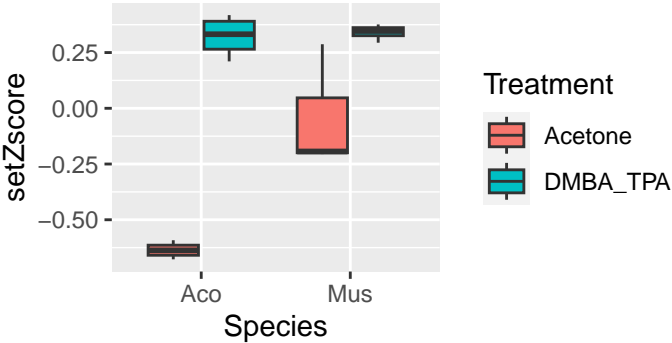 setZscore
0.25
0.00
−0.25
−0.50
Aco
Mus
Species
Treatment
Acetone
DMBA_TPA